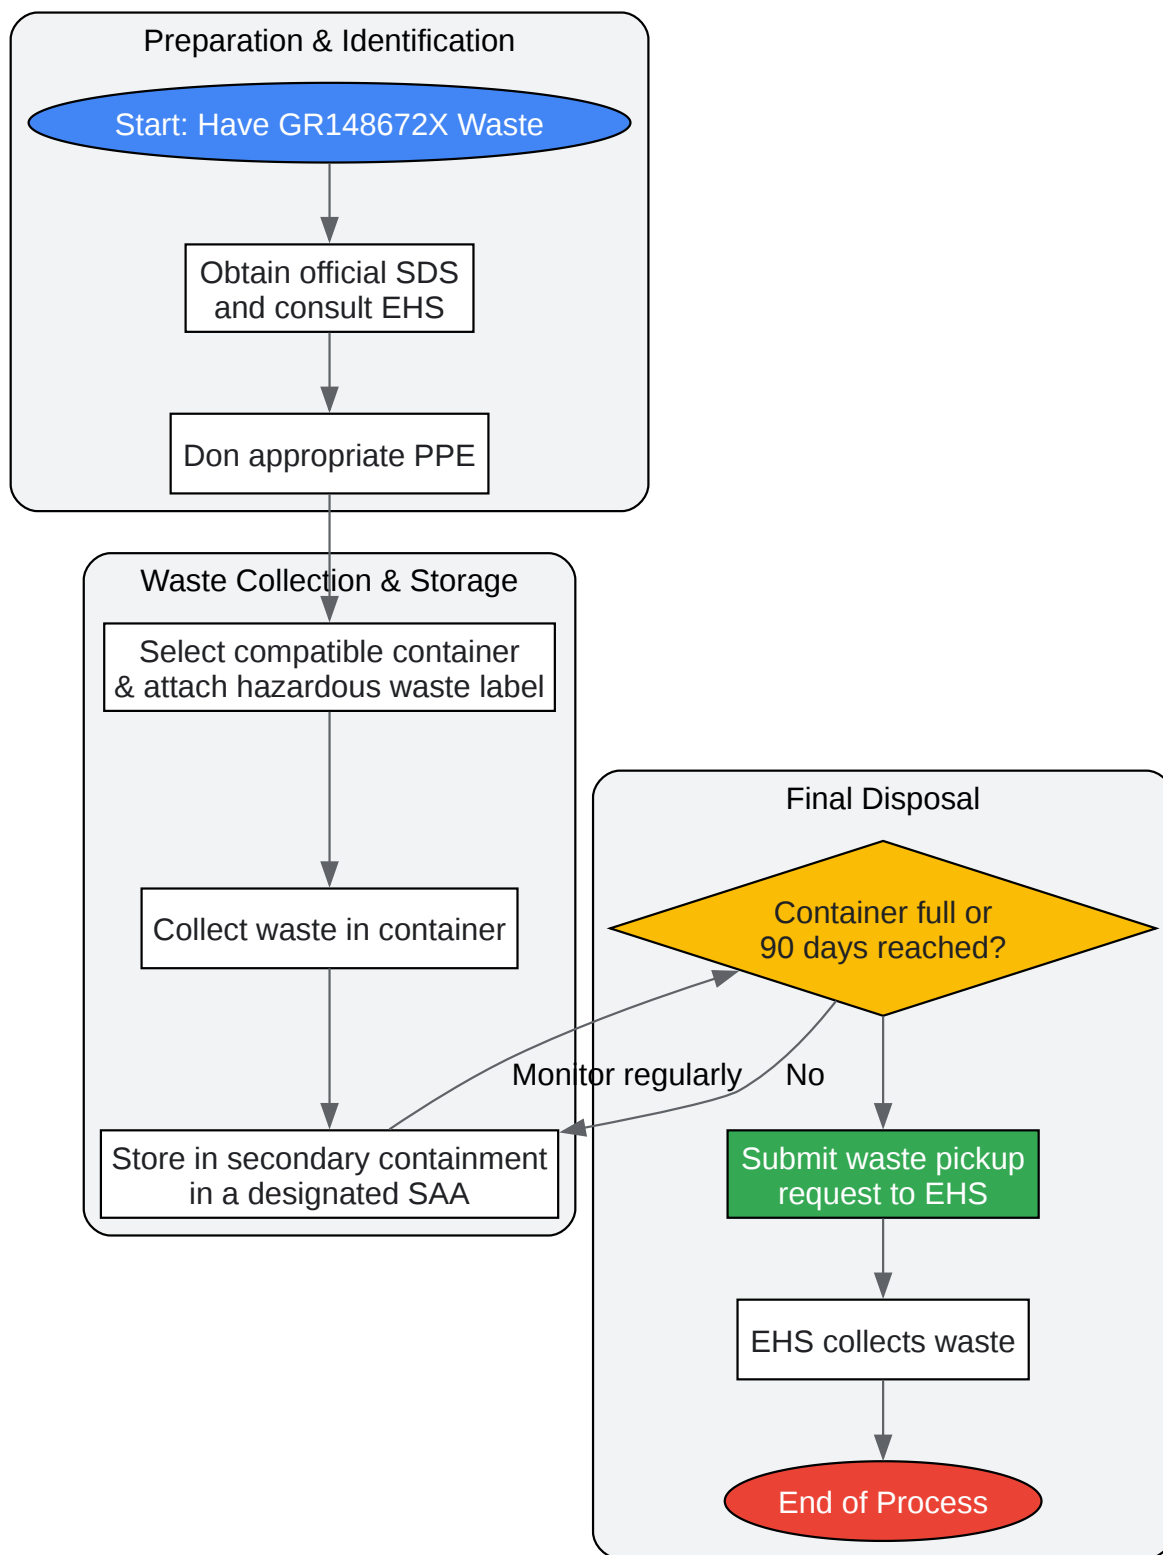 Preparation & Identification
Start: Have GR148672X Waste
Obtain official SDS
and consult EHS
Don appropriate PPE
Waste Collection & Storage
Select compatible container
& attach hazardous waste label
Collect waste in container
Store in secondary containment
in a designated SAA
Monitor regularly
No
Final Disposal
Container full or
90 days reached?
Submit waste pickup
request to EHS
EHS collects waste
End of Process